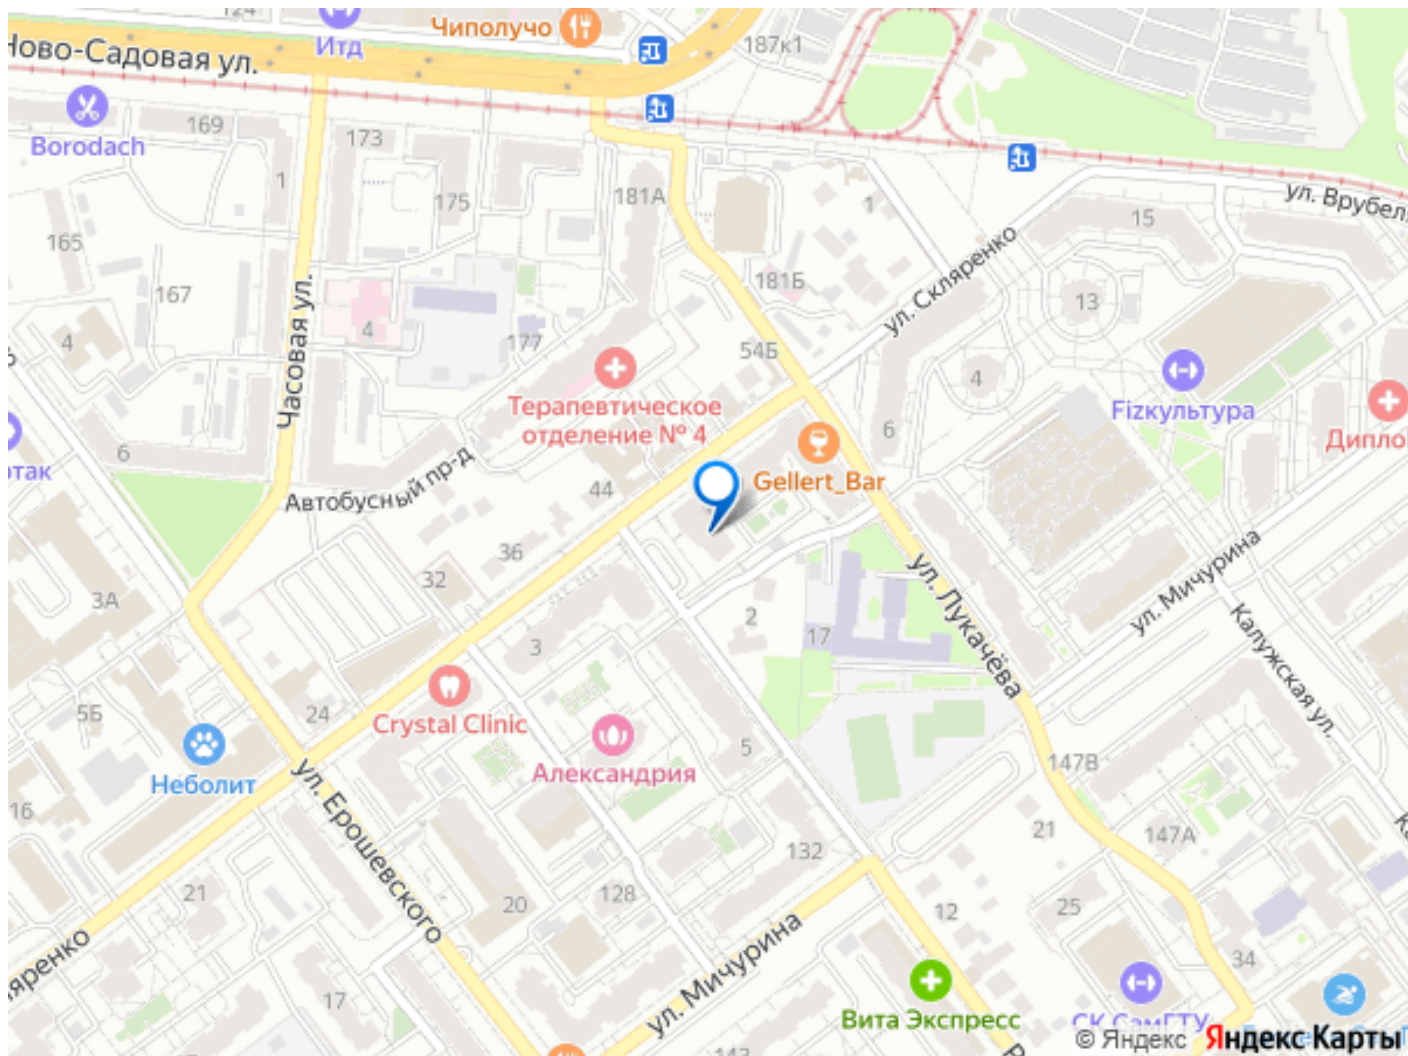 124
Итд
Чиполучо
187к1
Ново-Садовая ул.
Borodach
169
173
1
175
181А
1
15
ул. Врубеля
165
167
181Б
ул. Скляренко
13
4
4
177
54Б
Часовая ул.
Терапевтическое
отделение № 4
4
Fizкультура
6
6
Автобусный пр-д
44
Gellert_Bar
36
32
3А
ул. Лукачёва
ул. Мичурина
2
17
3
Калужская ул.
5Б
24
Crystal Clinic
Неболит
Александрия
5
147В
16
ул. Ерошевского
132
21
147А
21
20
128
12
25
34
17
ул. Мичурина
Вита Экспресс
СК СамГТУ
© Яндекс Яндекс Карты